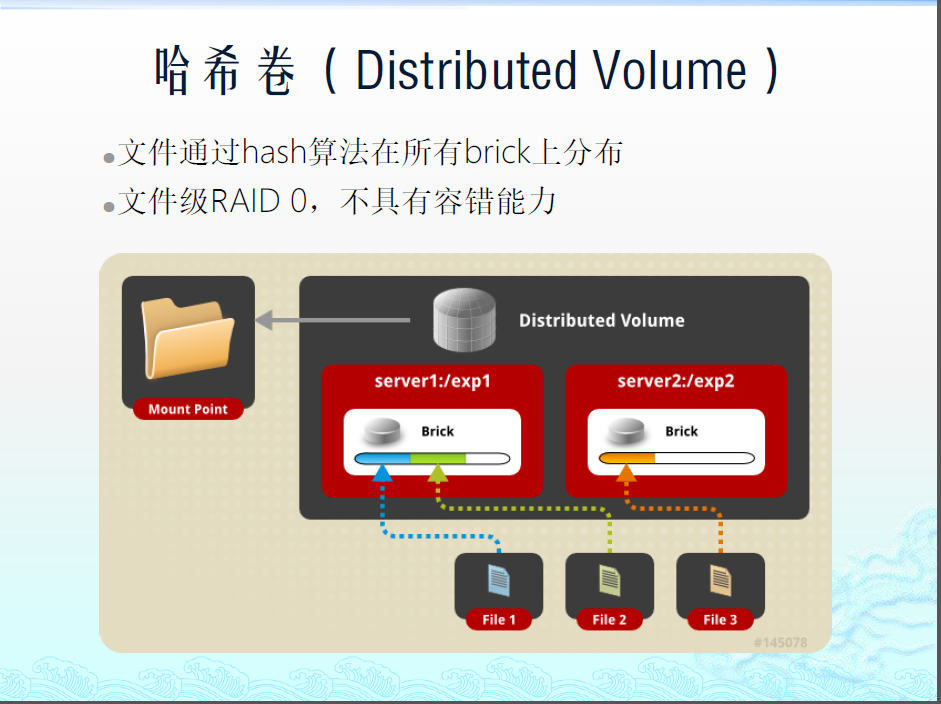 哈希卷（Distributed Volume）
●文件通过hash算法在所有brick上分布
●文件级RAID 0，不具有容错能力
Distributed Volume
server1:/exp1
server2:/exp2
Mount Point
Brick
Brick
File 1
File 2
File 3
#145078